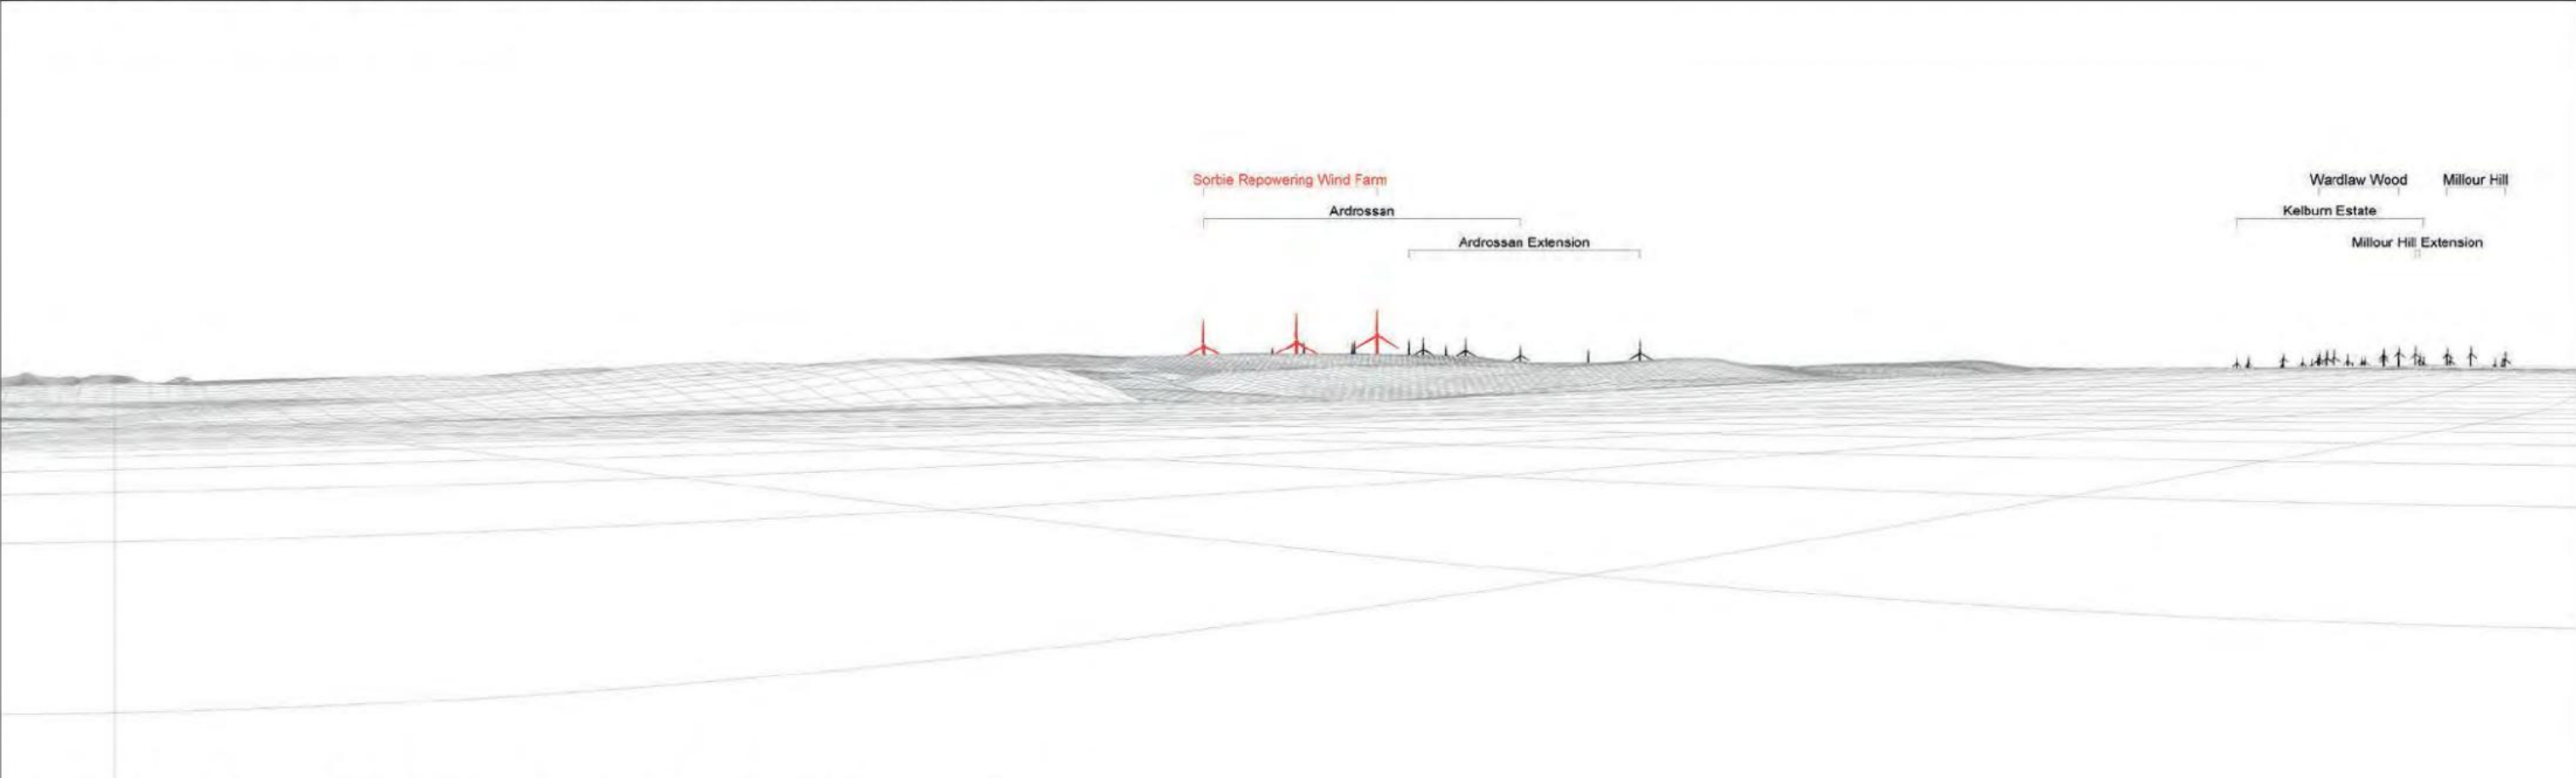 Sorbie Repowering Wind Farm
Wardlaw Wood
Millour Hill
Ardrossan
Kelburn Estate
Ardrossan Extension
Millour Hill Extension